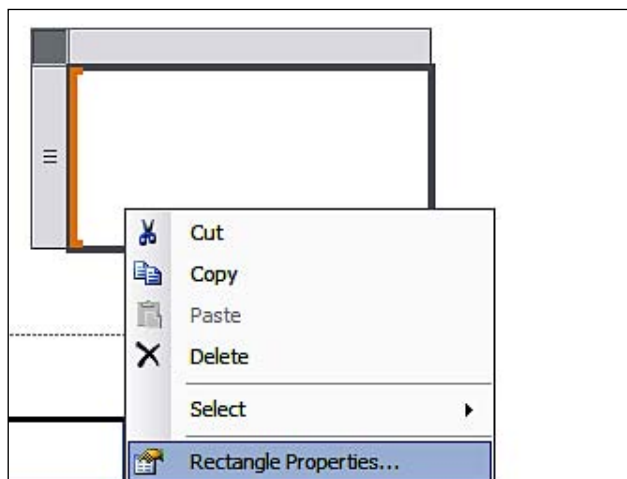 Cut
Copy
Paste
Delete
Select
Rectangle Properties...